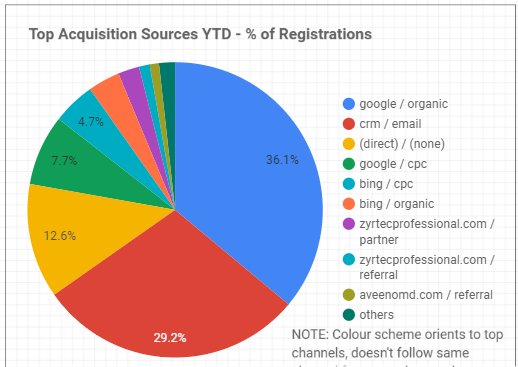 Top Acquisition Sources YTD - % of Registrations
google / organic
crm / email
(direct) / (none)
google / cpc
bing / cpc
bing / organic
zyrtecprofessional.com /
partner
zyrtecprofessional.com /
referral
aveenomd.com / referral
others
36.1%
29.2%
12.6%
7.7%
4.7%
NOTE: Colour scheme orients to top
channels, doesn't follow same